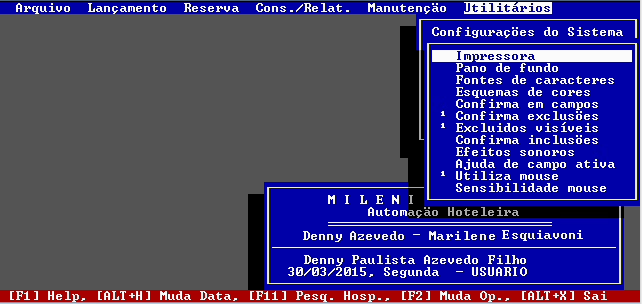 Arquivo Lançamento Reserva Cons./Relat. Manutenção Utilitários
Configurações do Sistema
Impressora
Pano de fundo
Fontes de caracteres
Esquemas de cores
Confirma em campos
¹ Confirma exclusões
¹ Excluidos visíveis
Confirma inclusões
Efeitos sonoros
Ajuda de campo ativa
¹ Utiliza mouse
Sensibilidade mouse
M I L E N I
Automação Hoteleira
Denny Azevedo - Marilene Esquiavoni
Denny Paulista Azevedo Filho
30/03/2015, Segunda - USUARIO
[F1] Help, [ALT+H] Muda Data, [F11] Pesq. Hosp., [F2] Muda Op., [ALT+X] Sai